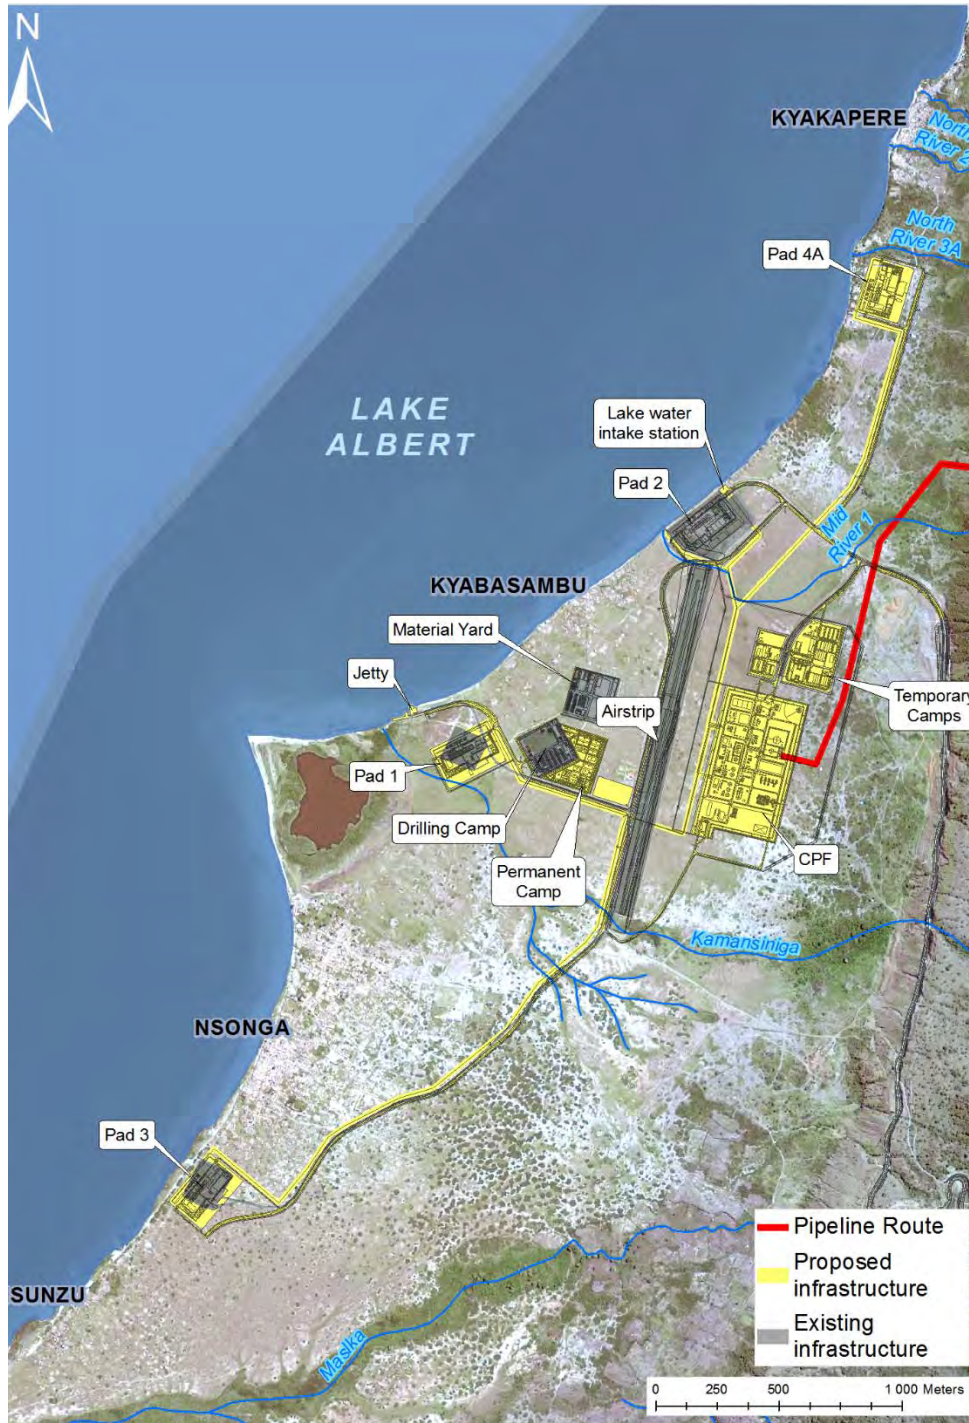 N
KYAKAPERE
North
River 2
North
River 3A
Pad 4A
LAKE
ALBERT
Lake water
intake station
Pad 2
Mid
River 1
KYABASAMBU
Material Yard
Jetty
Airstrip
Temporary
Camps
Pad 1
Drilling Camp
CPF
Permanent
Camp
Kamansiniga
NSONGA
Pad 3
SUNZU
Masika
Pipeline Route
Proposed
infrastructure
Existing
infrastructure
0 250 500 1 000 Meters